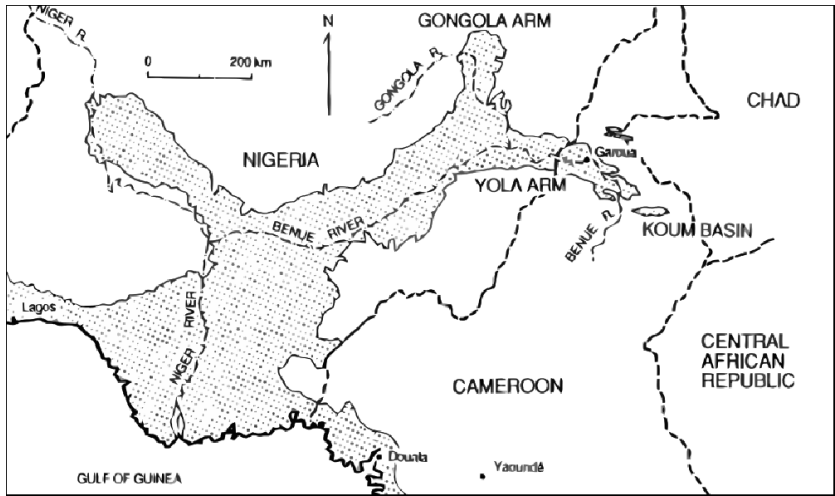 NIGER R.
N
GONGOLA ARM
0 200 km
GONGOLA R.
CHAD
NIGERIA
Garoua
YOLA ARM
BENUE RIVER
BENUE R.
KOUM BASIN
Lagos
NIGER RIVER
CENTRAL
AFRICAN
REPUBLIC
CAMEROON
Douala
Yaoundé
GULF OF GUINEA